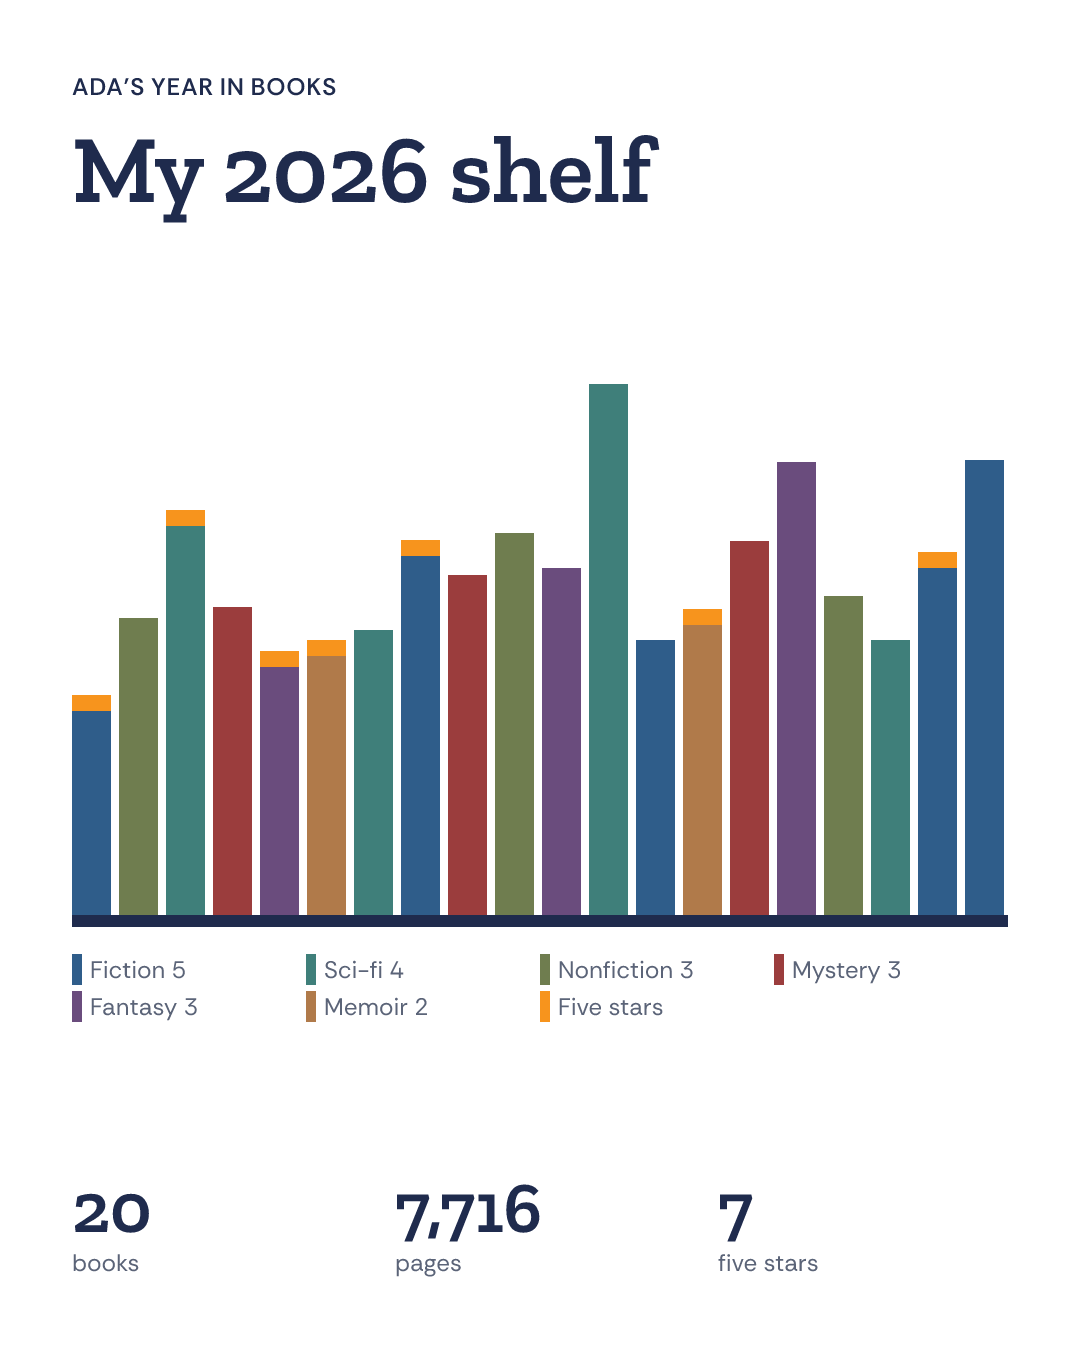 ADA’S YEAR IN BOOKS
My 2026 shelf
Fiction 5
Sci-fi 4
Nonfiction 3
Mystery 3
Fantasy 3
Memoir 2
Five stars
20
books
7,716
pages
7
five stars